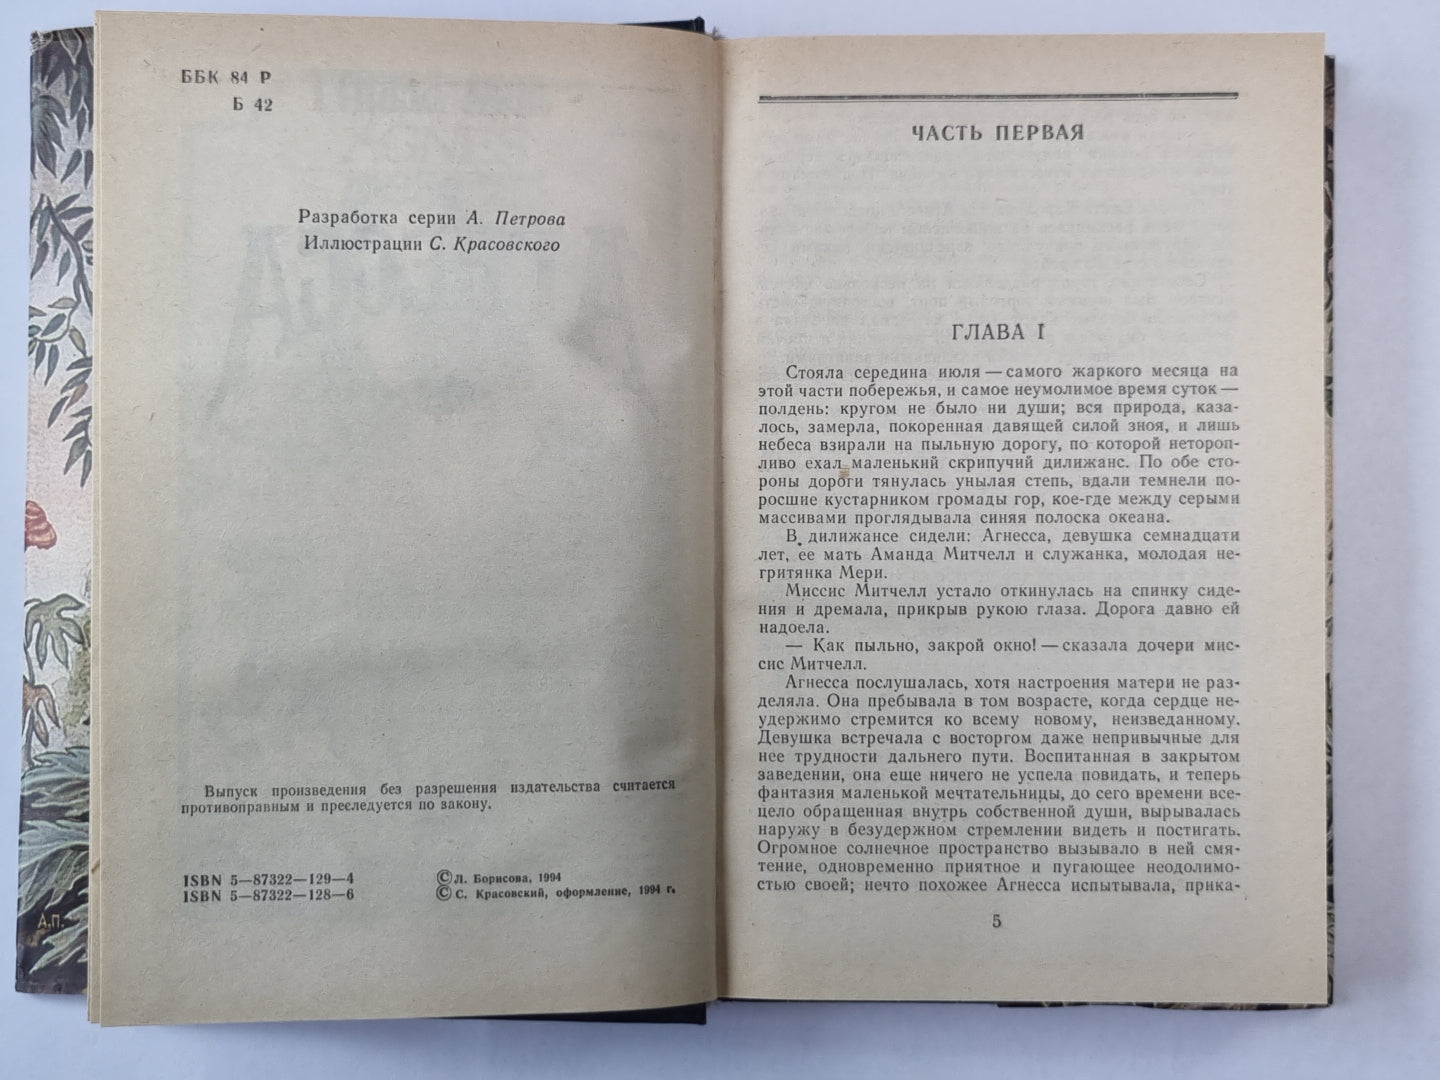 ББК 84 Р
Б 42
Разработка серии А. Петрова
Иллюстрации С. Красовского
Выпуск произведения без разрешения издательства считается
противоправным и преследуется по закону.
ISBN 5—87322—129—4
ISBN 5—87322—128—6
© Л. Борисова, 1994
© С. Красовский, оформление, 1994 г.
А.П.
ЧАСТЬ ПЕРВАЯ
ГЛАВА I
Стояла середина июля — самого жаркого месяца на
этой части побережья, и самое неумолимое время суток —
полдень: кругом не было ни души; вся природа, каза-
лось, замерла, покоренная давящей силой зноя, и лишь
небеса взирали на пыльную дорогу, по которой нетороп-
ливо ехал маленький скрипучий дилижанс. По обе сто-
роны дороги тянулась унылая степь, вдали темнели по-
росшие кустарником громады гор, кое-где между серыми
массивами проглядывала синяя полоска океана.
В дилижансе сидели: Агнесса, девушка семнадцати
лет, ее мать Аманда Митчелл и служанка, молодая не-
гритянка Мери.
Миссис Митчелл устало откинулась на спинку сиде-
ния и дремала, прикрыв рукою глаза. Дорога давно ей
надоела.
— Как пыльно, закрой окно! — сказала дочери мис-
сис Митчелл.
Агнесса послушалась, хотя настроения матери не раз-
деляла. Она пребывала в том возрасте, когда сердце не-
удержимо стремится ко всему новому, неизведанному.
Девушка встречала с восторгом даже непривычные для
нее трудности дальнего пути. Воспитанная в закрытом
заведении, она еще ничего не успела повидать, и теперь
фантазия маленькой мечтательницы, до сего времени все-
цело обращенная внутрь собственной души, вырывалась
наружу в безудержном стремлении видеть и постигать.
Огромное солнечное пространство вызывало в ней смя-
тение, одновременно приятное и пугающее неодолимо-
стью своей; нечто похожее Агнесса испытывала, прика-
5